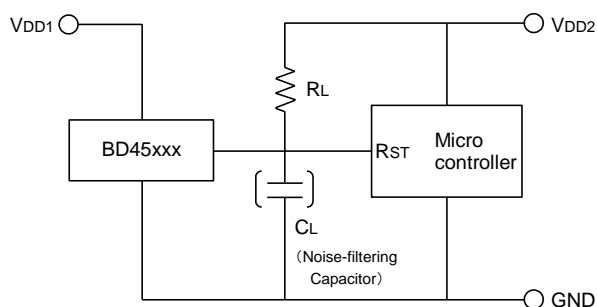 VDD1
VDD2
RL
BD45xxx
RST
Micro
controller
CL
(Noise-filtering
Capacitor)
GND